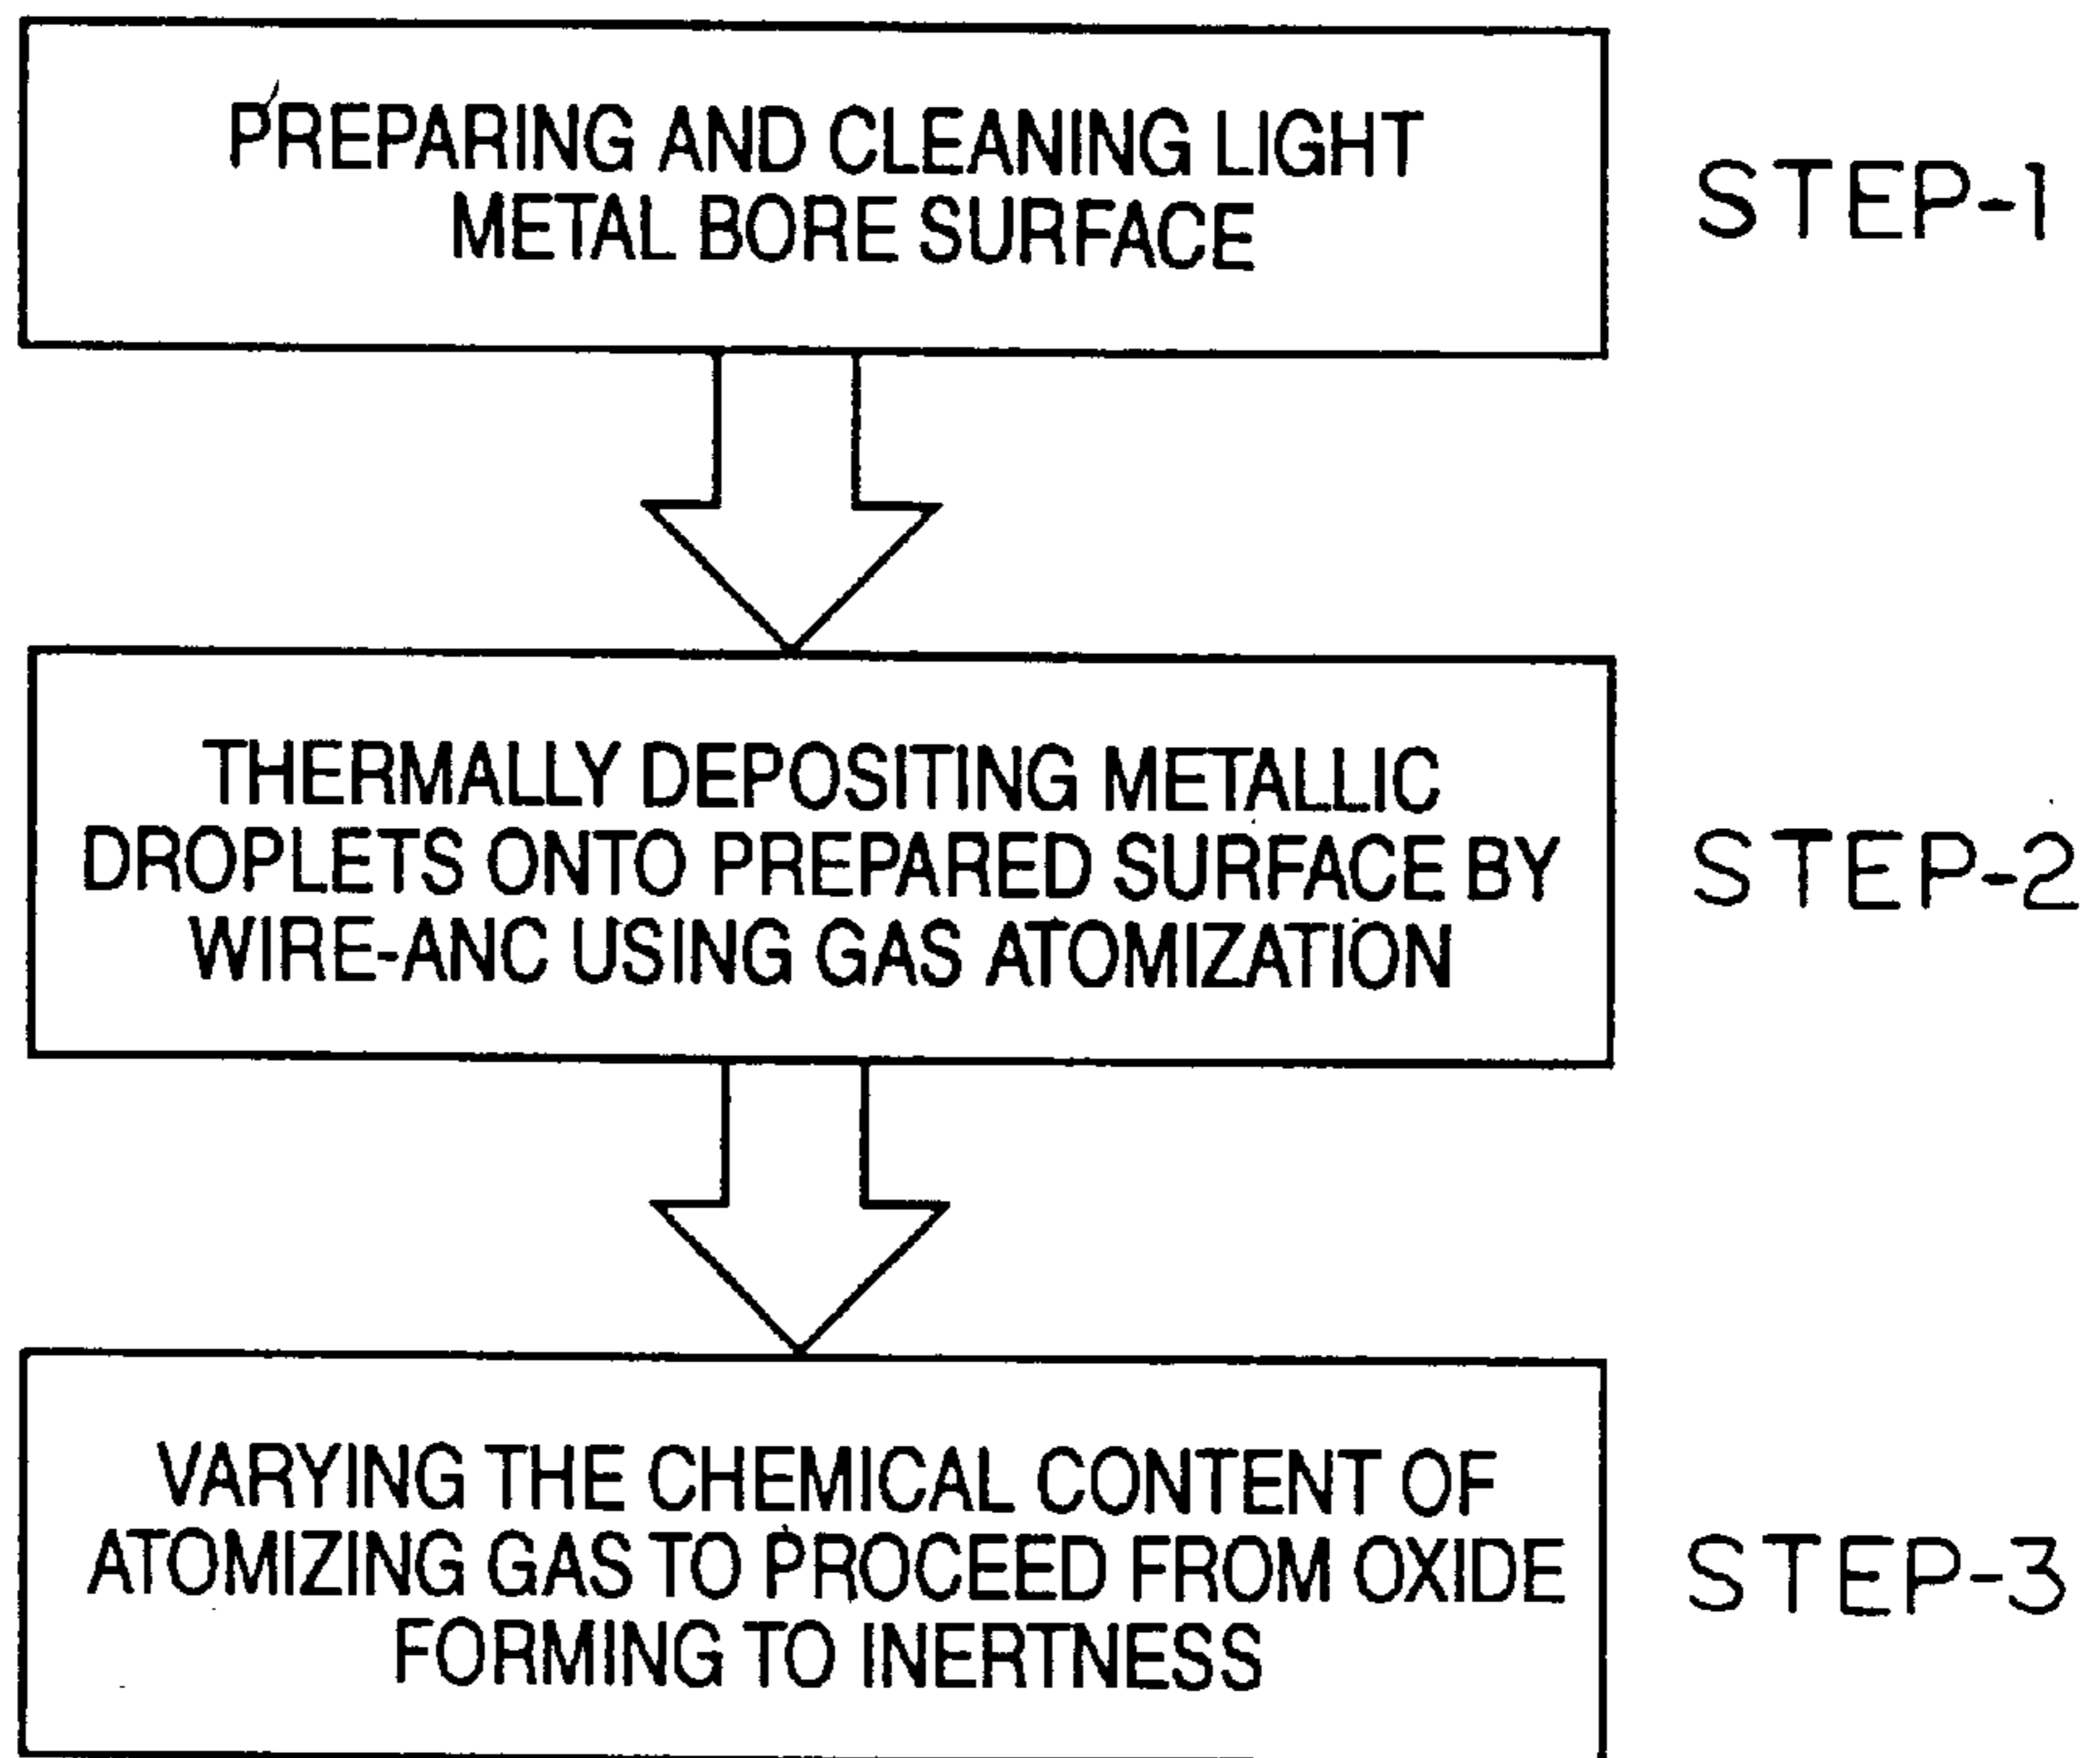 PREPARING AND CLEANING LIGHT
METAL BORE SURFACE
STEP-1
THERMALLY DEPOSITING METALLIC
DROPLETS ONTO PREPARED SURFACE BY
WIRE-ANC USING GAS ATOMIZATION
STEP-2
VARYING THE CHEMICAL CONTENT OF
ATOMIZING GAS TO PROCEED FROM OXIDE
FORMING TO INERTNESS
STEP-3